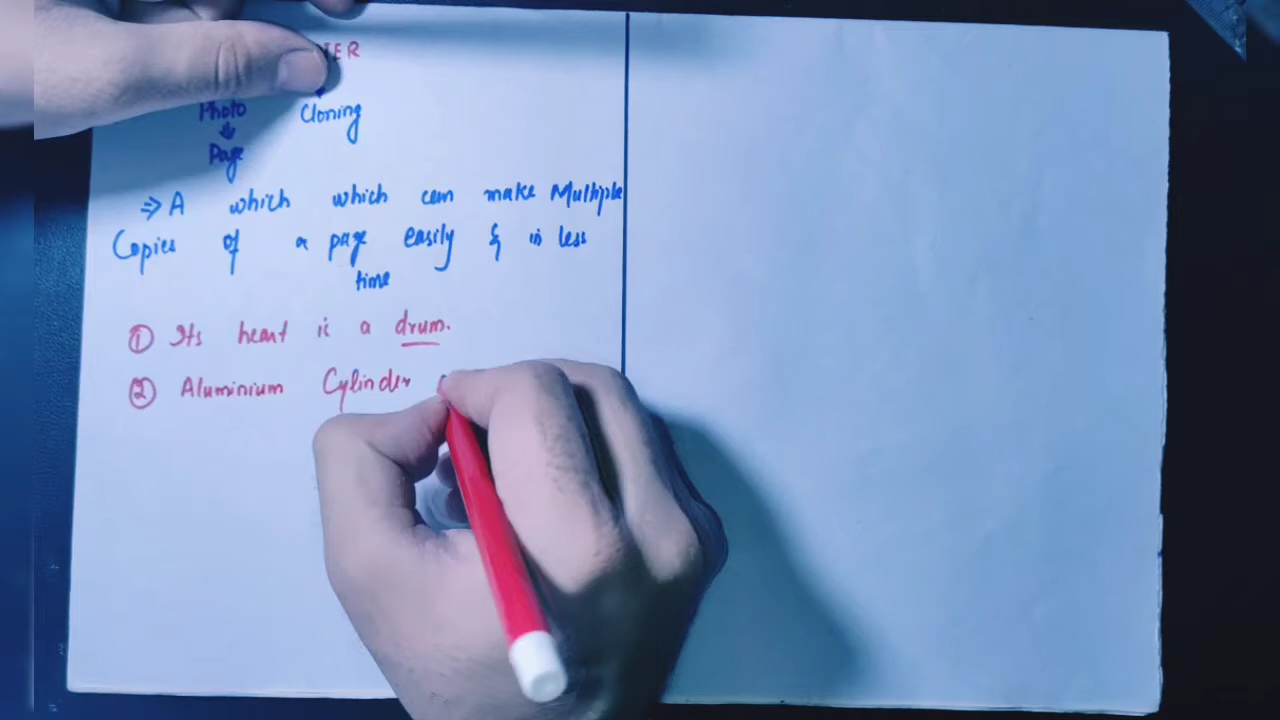 IER
Photo Cloning
Page
⇒ A which which can make Multiple
Copies of a page easily & in less
time
① Its heart is a drum.
② Aluminium Cylinder